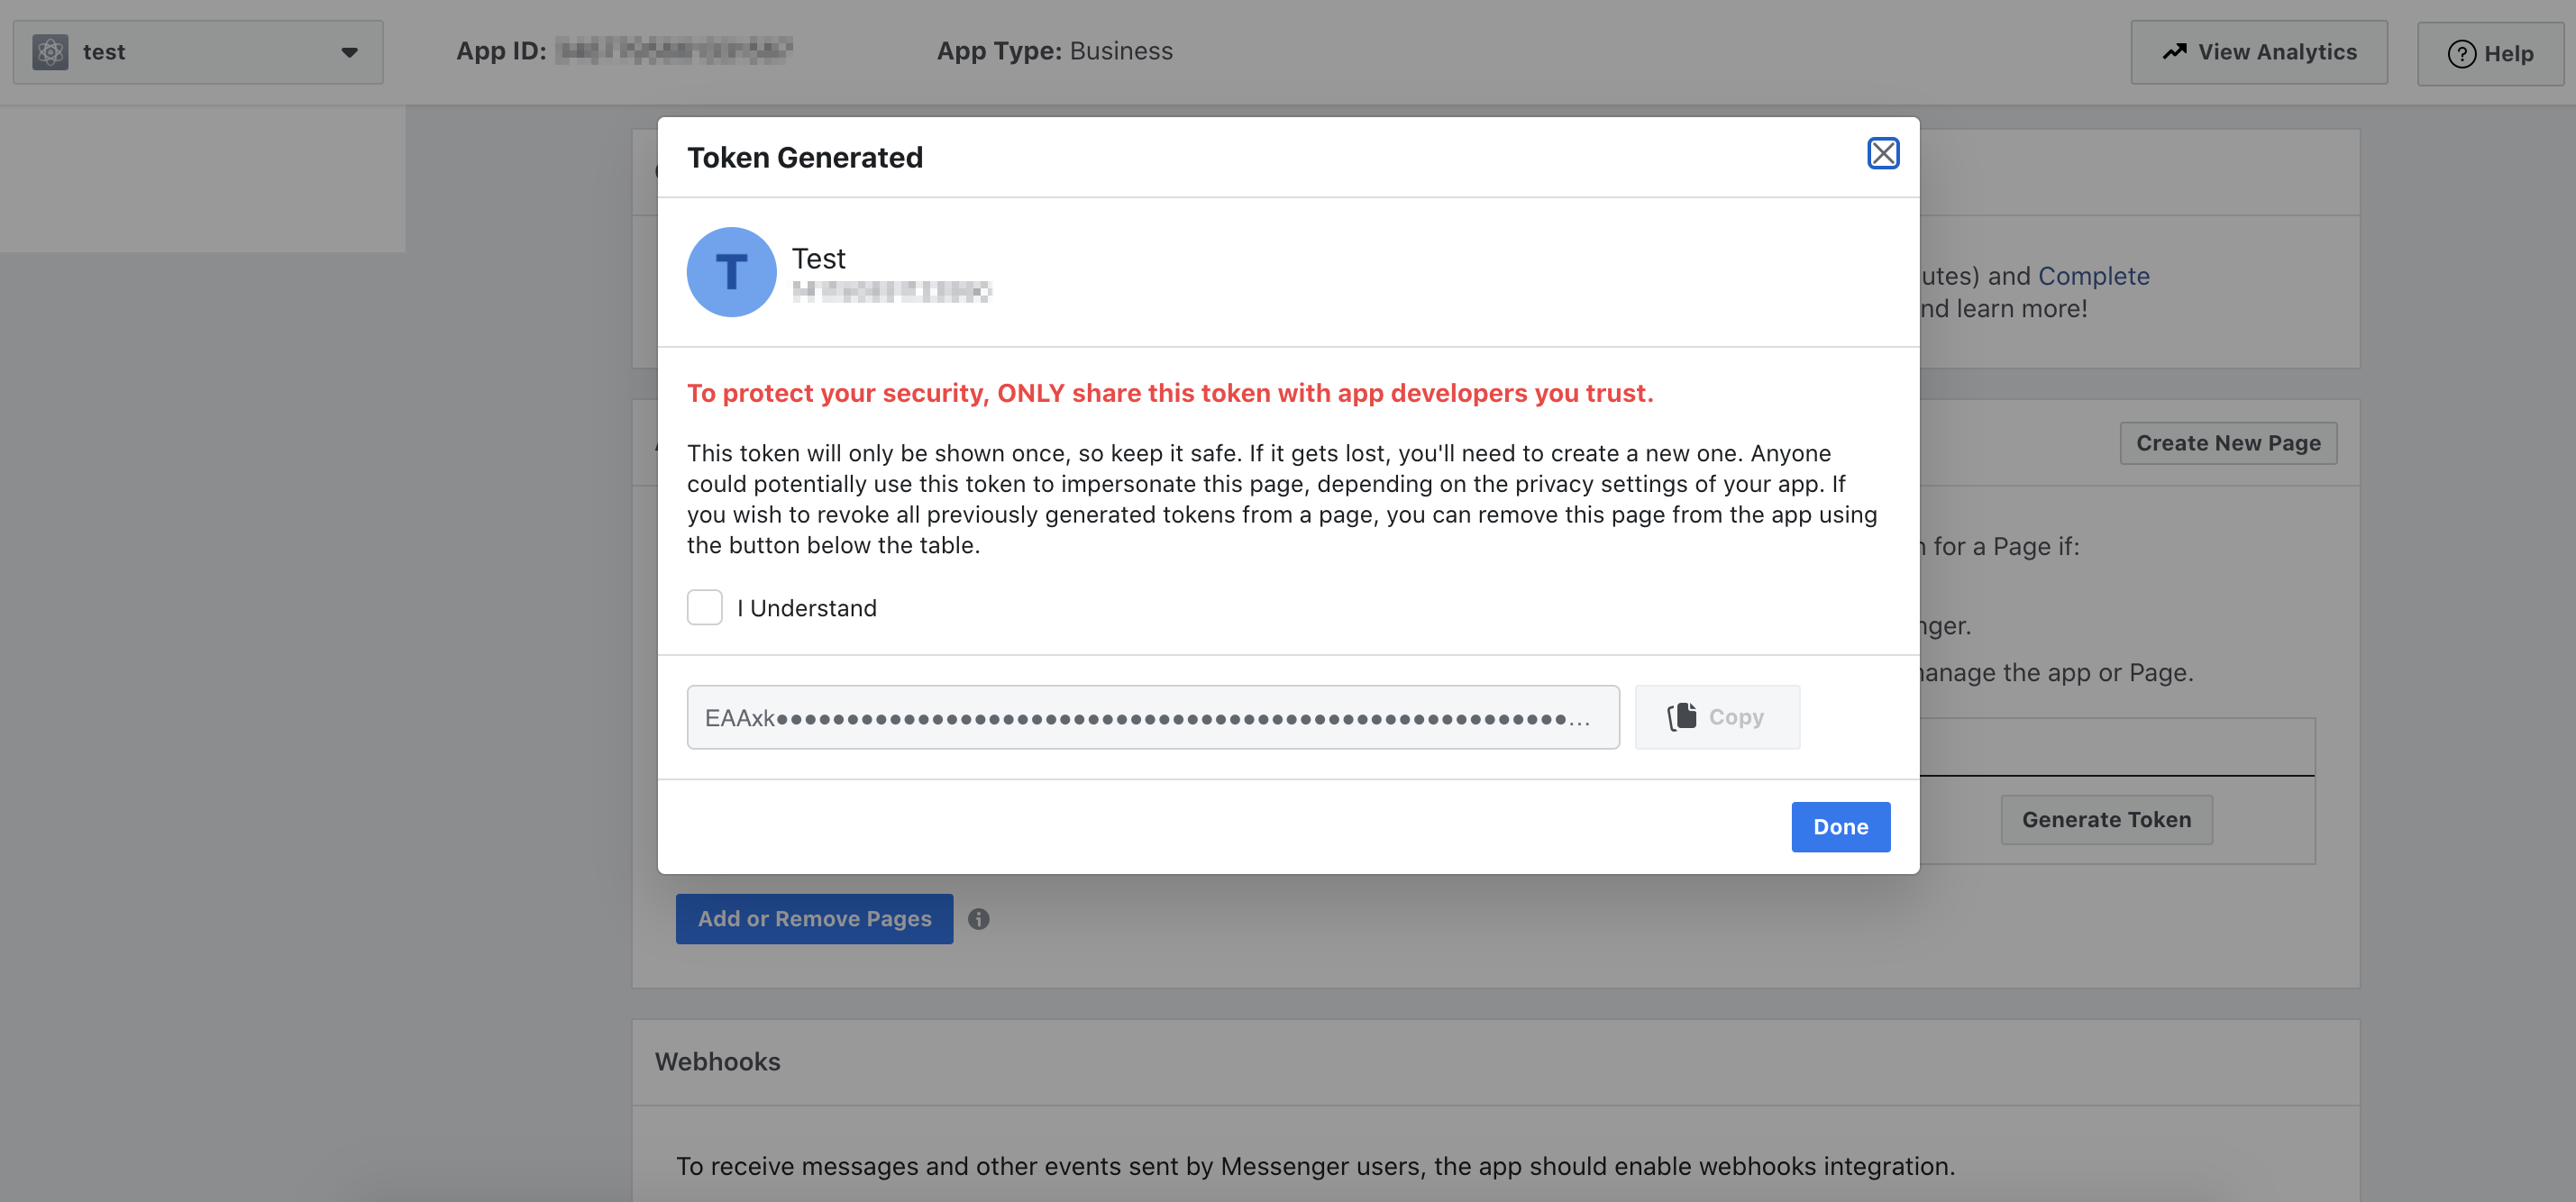 test
App ID:
App Type: Business
View Analytics
? Help
Token Generated
T
Test
utes) and Complete
nd learn more!
To protect your security, ONLY share this token with app developers you trust.
This token will only be shown once, so keep it safe. If it gets lost, you'll need to create a new one. Anyone
could potentially use this token to impersonate this page, depending on the privacy settings of your app. If
you wish to revoke all previously generated tokens from a page, you can remove this page from the app using
the button below the table.
Create New Page
for a Page if:
nger.
anage the app or Page.
I Understand
EAAxk●●●●●●●●●●●●●●●●●●●●●●●●●●●●●●●●●●●●●●●●●●●●●●●●●●●●●●●●...
Copy
Generate Token
Done
Add or Remove Pages
Webhooks
To receive messages and other events sent by Messenger users, the app should enable webhooks integration.